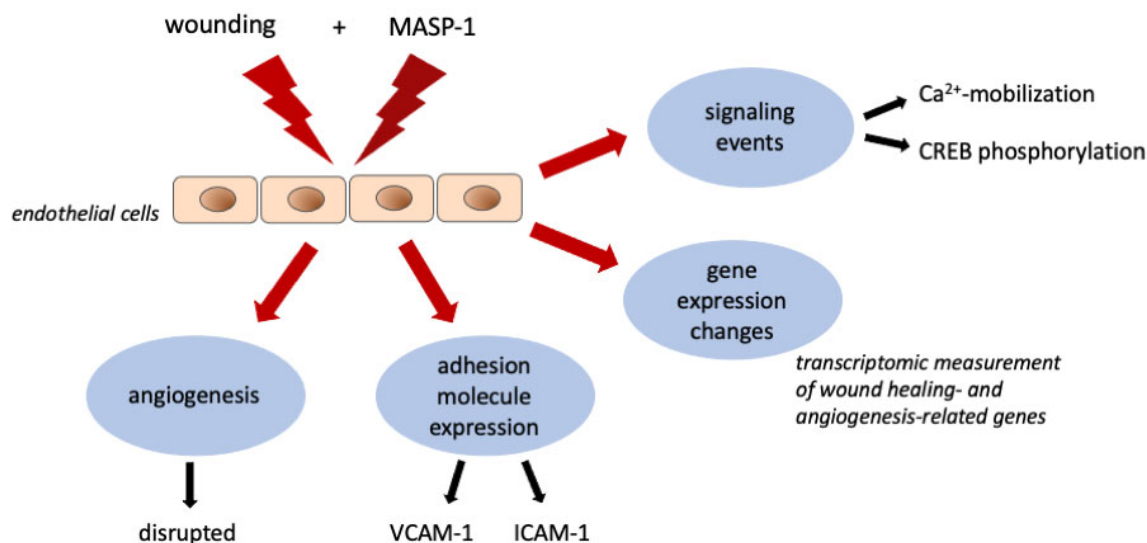 wounding + MASP-1
endothelial cells
signaling
events
Ca²⁺-mobilization
CREB phosphorylation
gene
expression
changes
transcriptomic measurement
of wound healing- and
angiogenesis-related genes
angiogenesis
disrupted
adhesion
molecule
expression
VCAM-1 ICAM-1